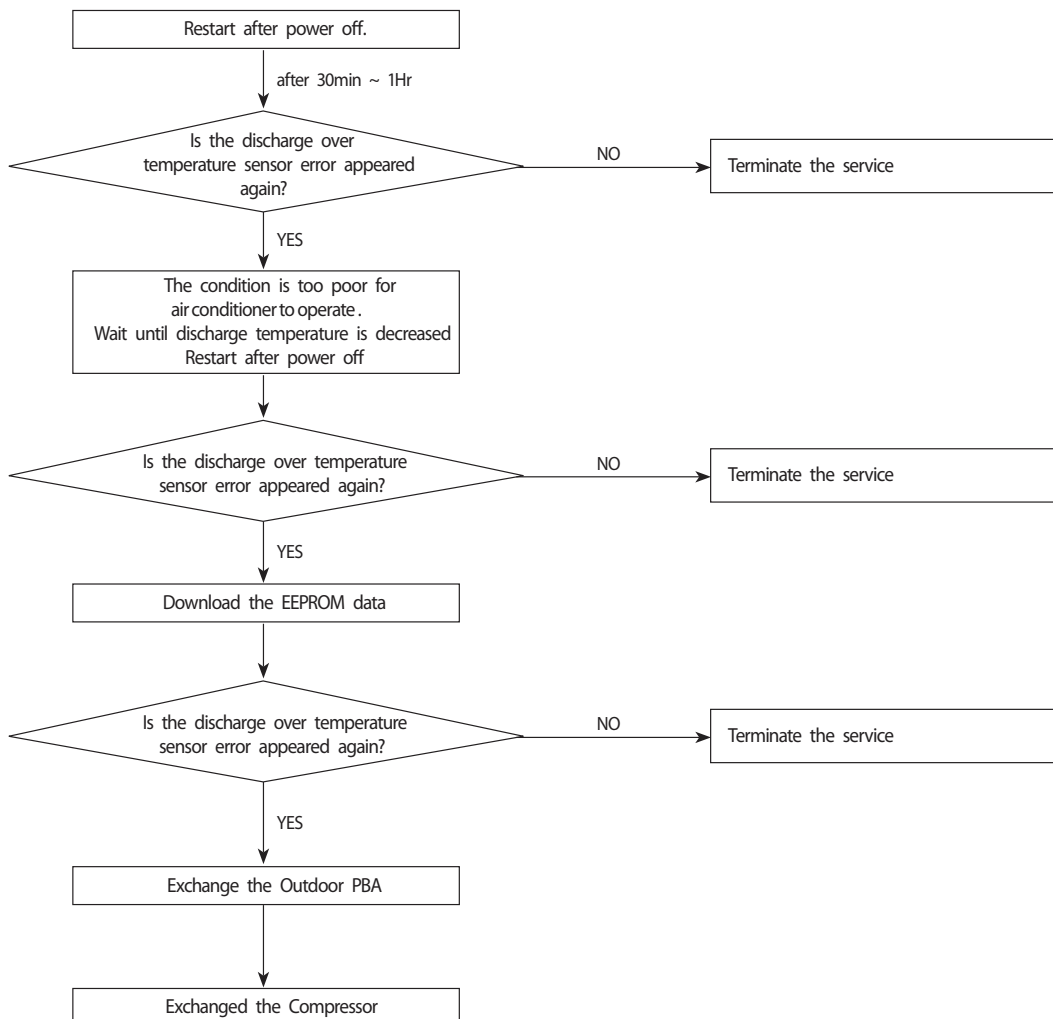 Restart after power off.
after 30min ~ 1Hr
Is the discharge over
temperature sensor error appeared
again?
NO
Terminate the service
YES
The condition is too poor for
air conditioner to operate .
Wait until discharge temperature is decreased
Restart after power off
Is the discharge over temperature
sensor error appeared again?
NO
Terminate the service
YES
Download the EEPROM data
Is the discharge over temperature
sensor error appeared again?
NO
Terminate the service
YES
Exchange the Outdoor PBA
Exchanged the Compressor